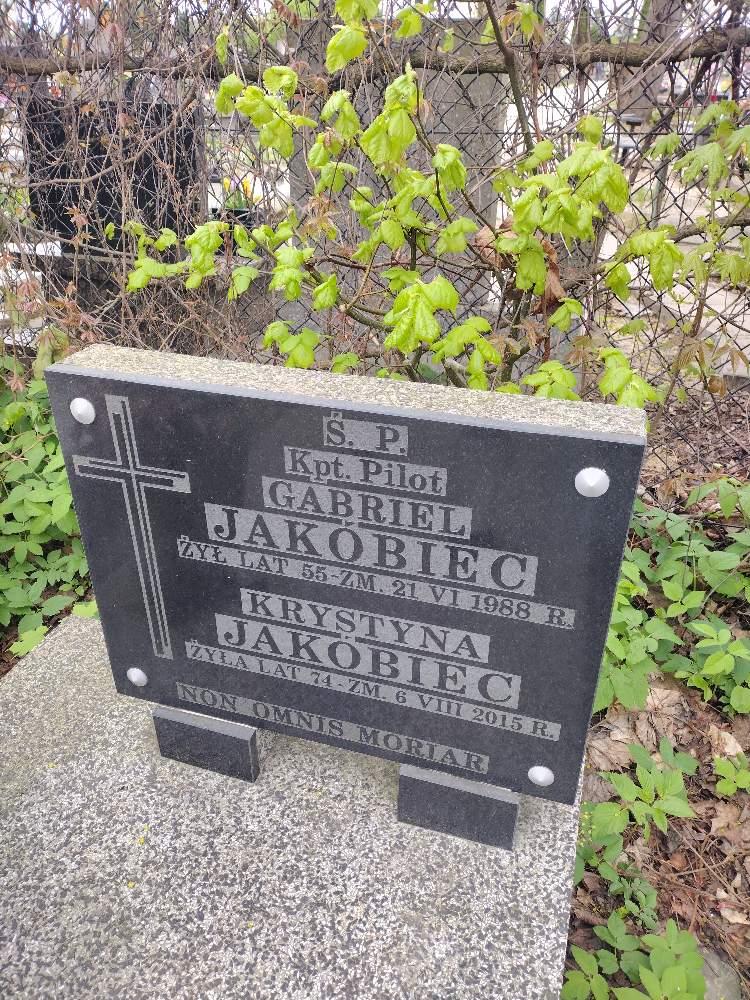 Ś. P.
Kpt. Pilot
GABRIEL
JAKÓBIEC
ŻYŁ LAT 55-ZM. 21 VI 1988 R.
KRYSTYNA
JAKÓBIEC
ŻYŁA LAT 74-ZM. 6 VIII 2015 R.
NON OMNIS MORIAR